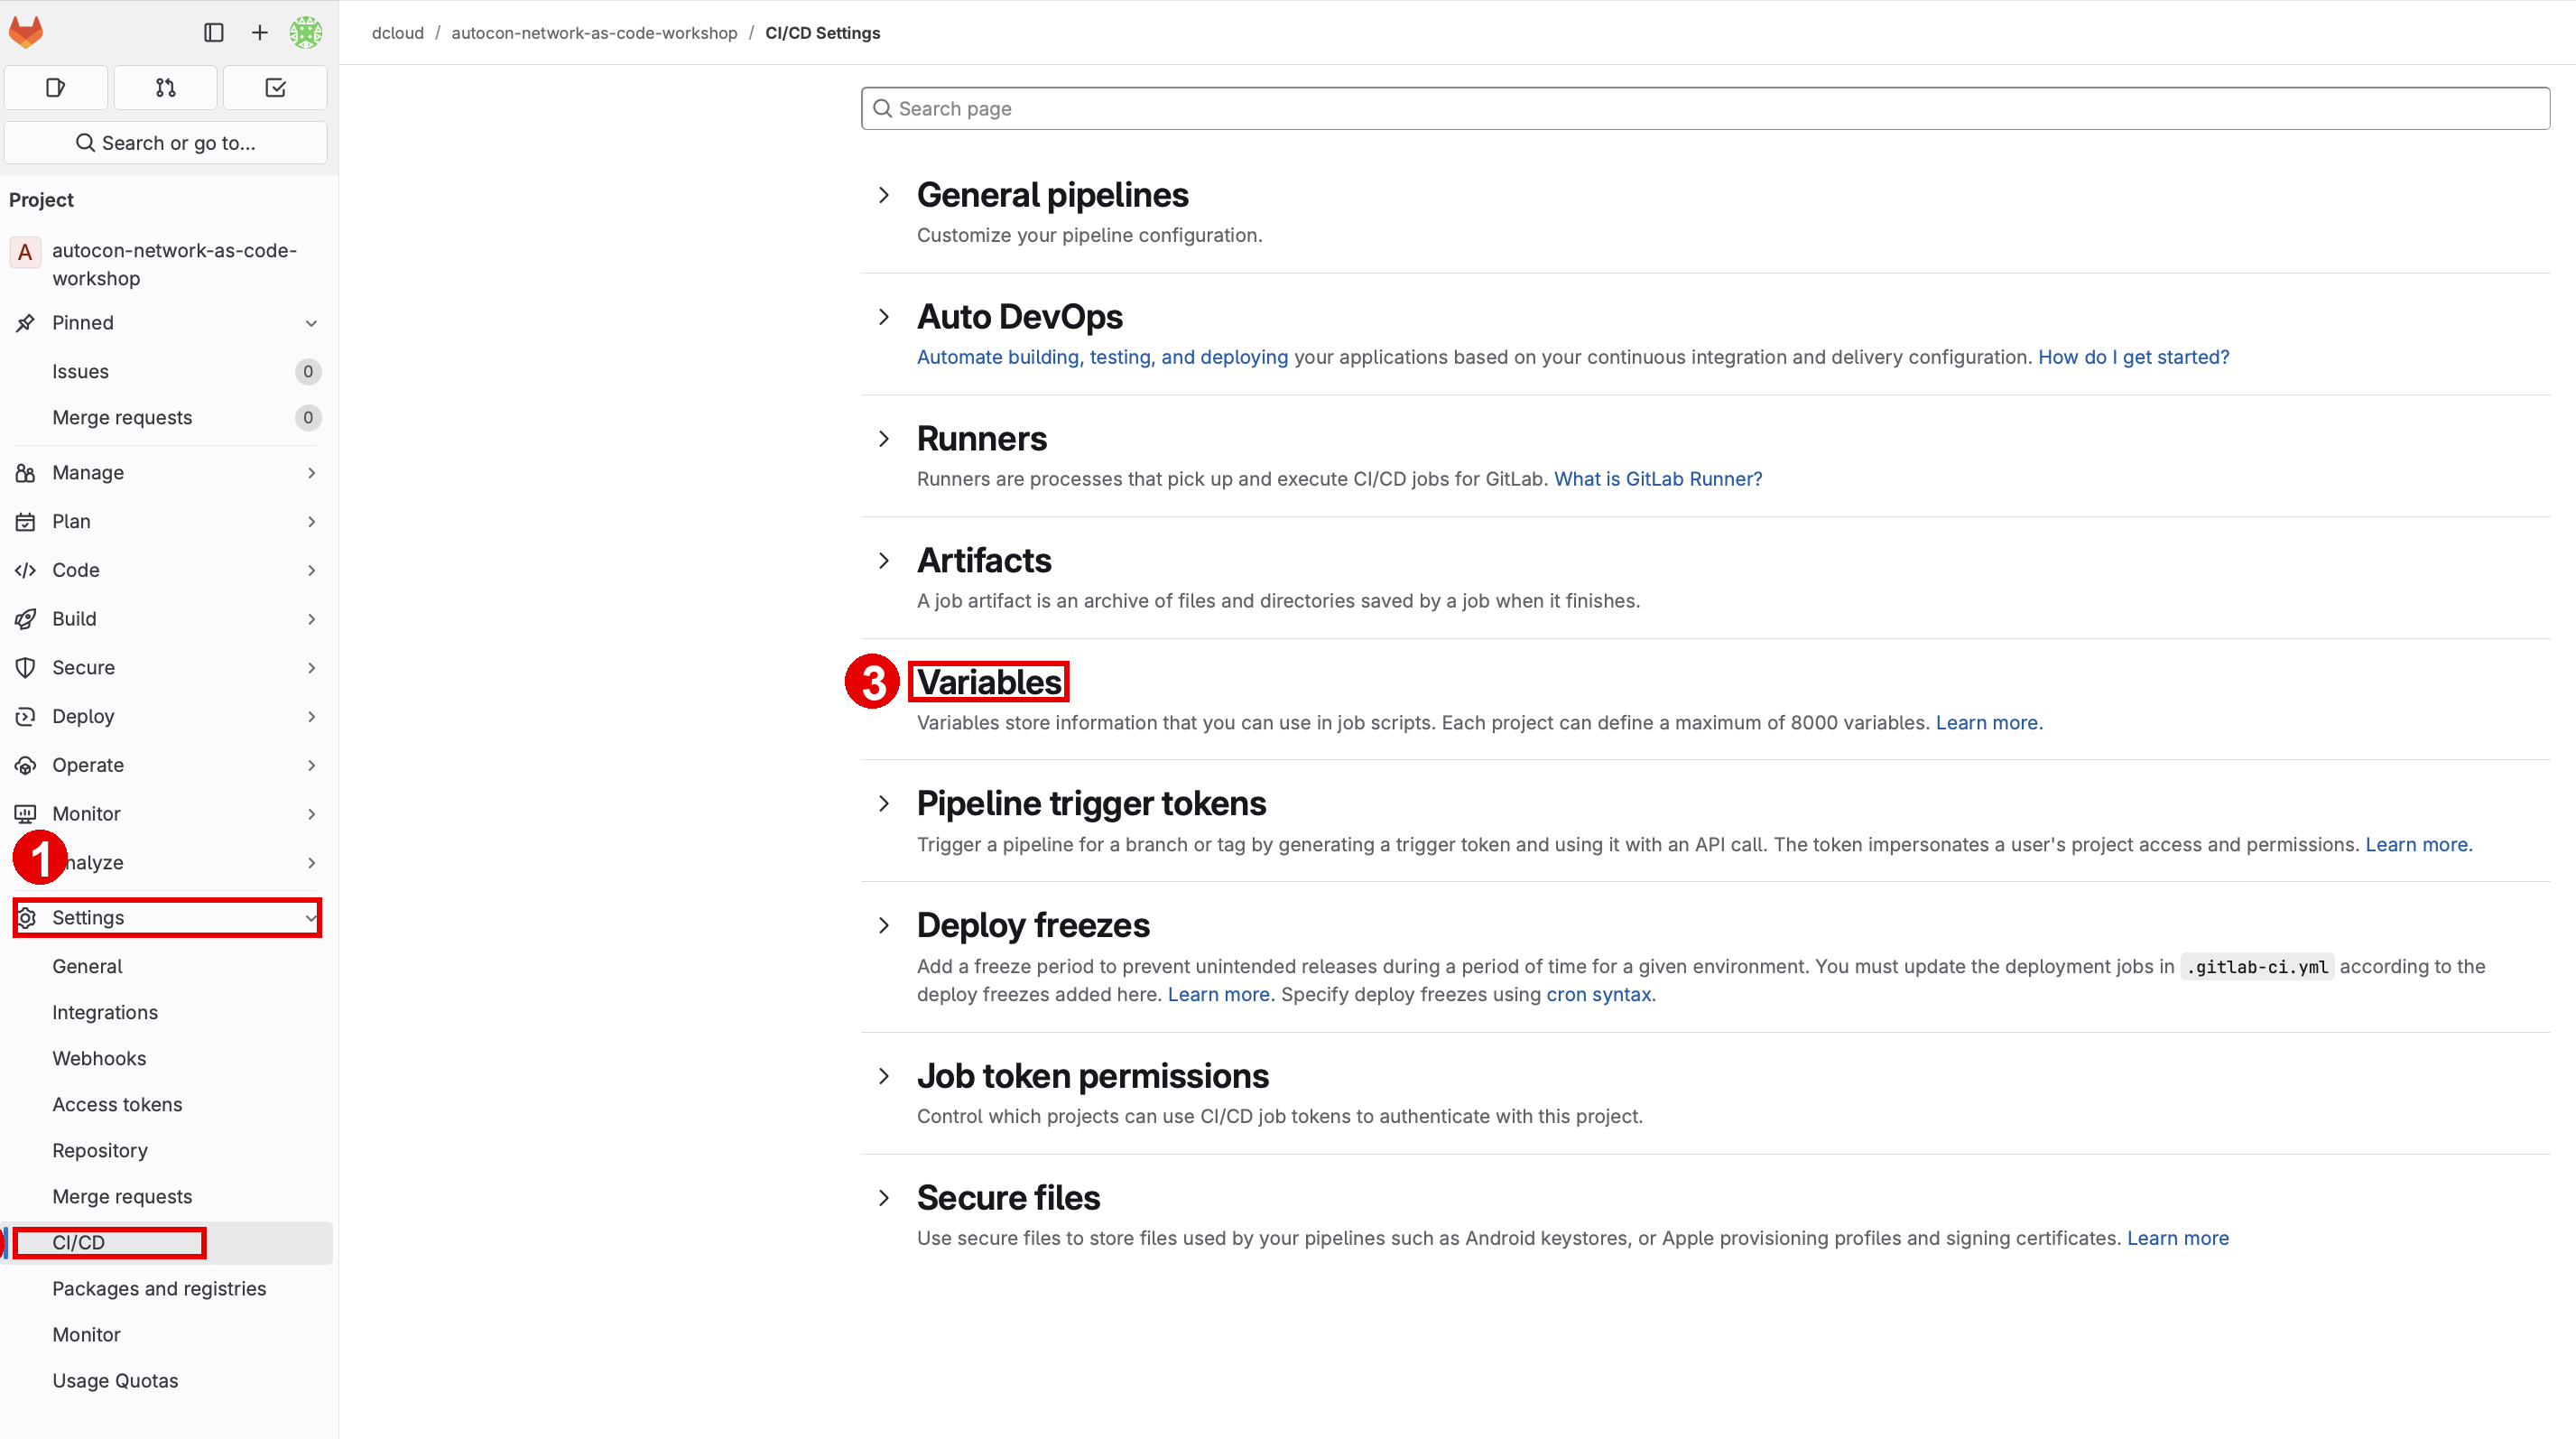 dcloud / autocon-network-as-code-workshop / CI/CD Settings
Search or go to...
Project
A autocon-network-as-code-
workshop
Pinned
Issues 0
Merge requests 0
Manage
Plan
Code
Build
Secure
Deploy
Operate
Monitor
1 nalyze
Settings
General
Integrations
Webhooks
Access tokens
Repository
Merge requests
CI/CD
Packages and registries
Monitor
Usage Quotas
Search page
General pipelines
Customize your pipeline configuration.
Auto DevOps
Automate building, testing, and deploying your applications based on your continuous integration and delivery configuration. How do I get started?
Runners
Runners are processes that pick up and execute CI/CD jobs for GitLab. What is GitLab Runner?
Artifacts
A job artifact is an archive of files and directories saved by a job when it finishes.
3 Variables
Variables store information that you can use in job scripts. Each project can define a maximum of 8000 variables. Learn more.
Pipeline trigger tokens
Trigger a pipeline for a branch or tag by generating a trigger token and using it with an API call. The token impersonates a user's project access and permissions. Learn more.
Deploy freezes
Add a freeze period to prevent unintended releases during a period of time for a given environment. You must update the deployment jobs in .gitlab-ci.yml according to the
deploy freezes added here. Learn more. Specify deploy freezes using cron syntax.
Job token permissions
Control which projects can use CI/CD job tokens to authenticate with this project.
Secure files
Use secure files to store files used by your pipelines such as Android keystores, or Apple provisioning profiles and signing certificates. Learn more